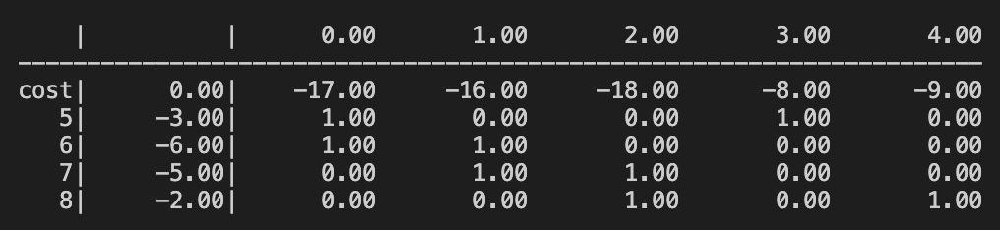 | | 0.00 1.00 2.00 3.00 4.00
----------------------------------------------------------------------
cost| 0.00| -17.00 -16.00 -18.00 -8.00 -9.00
5| -3.00| 1.00 0.00 0.00 1.00 0.00
6| -6.00| 1.00 1.00 0.00 0.00 0.00
7| -5.00| 0.00 1.00 1.00 0.00 0.00
8| -2.00| 0.00 0.00 1.00 0.00 1.00